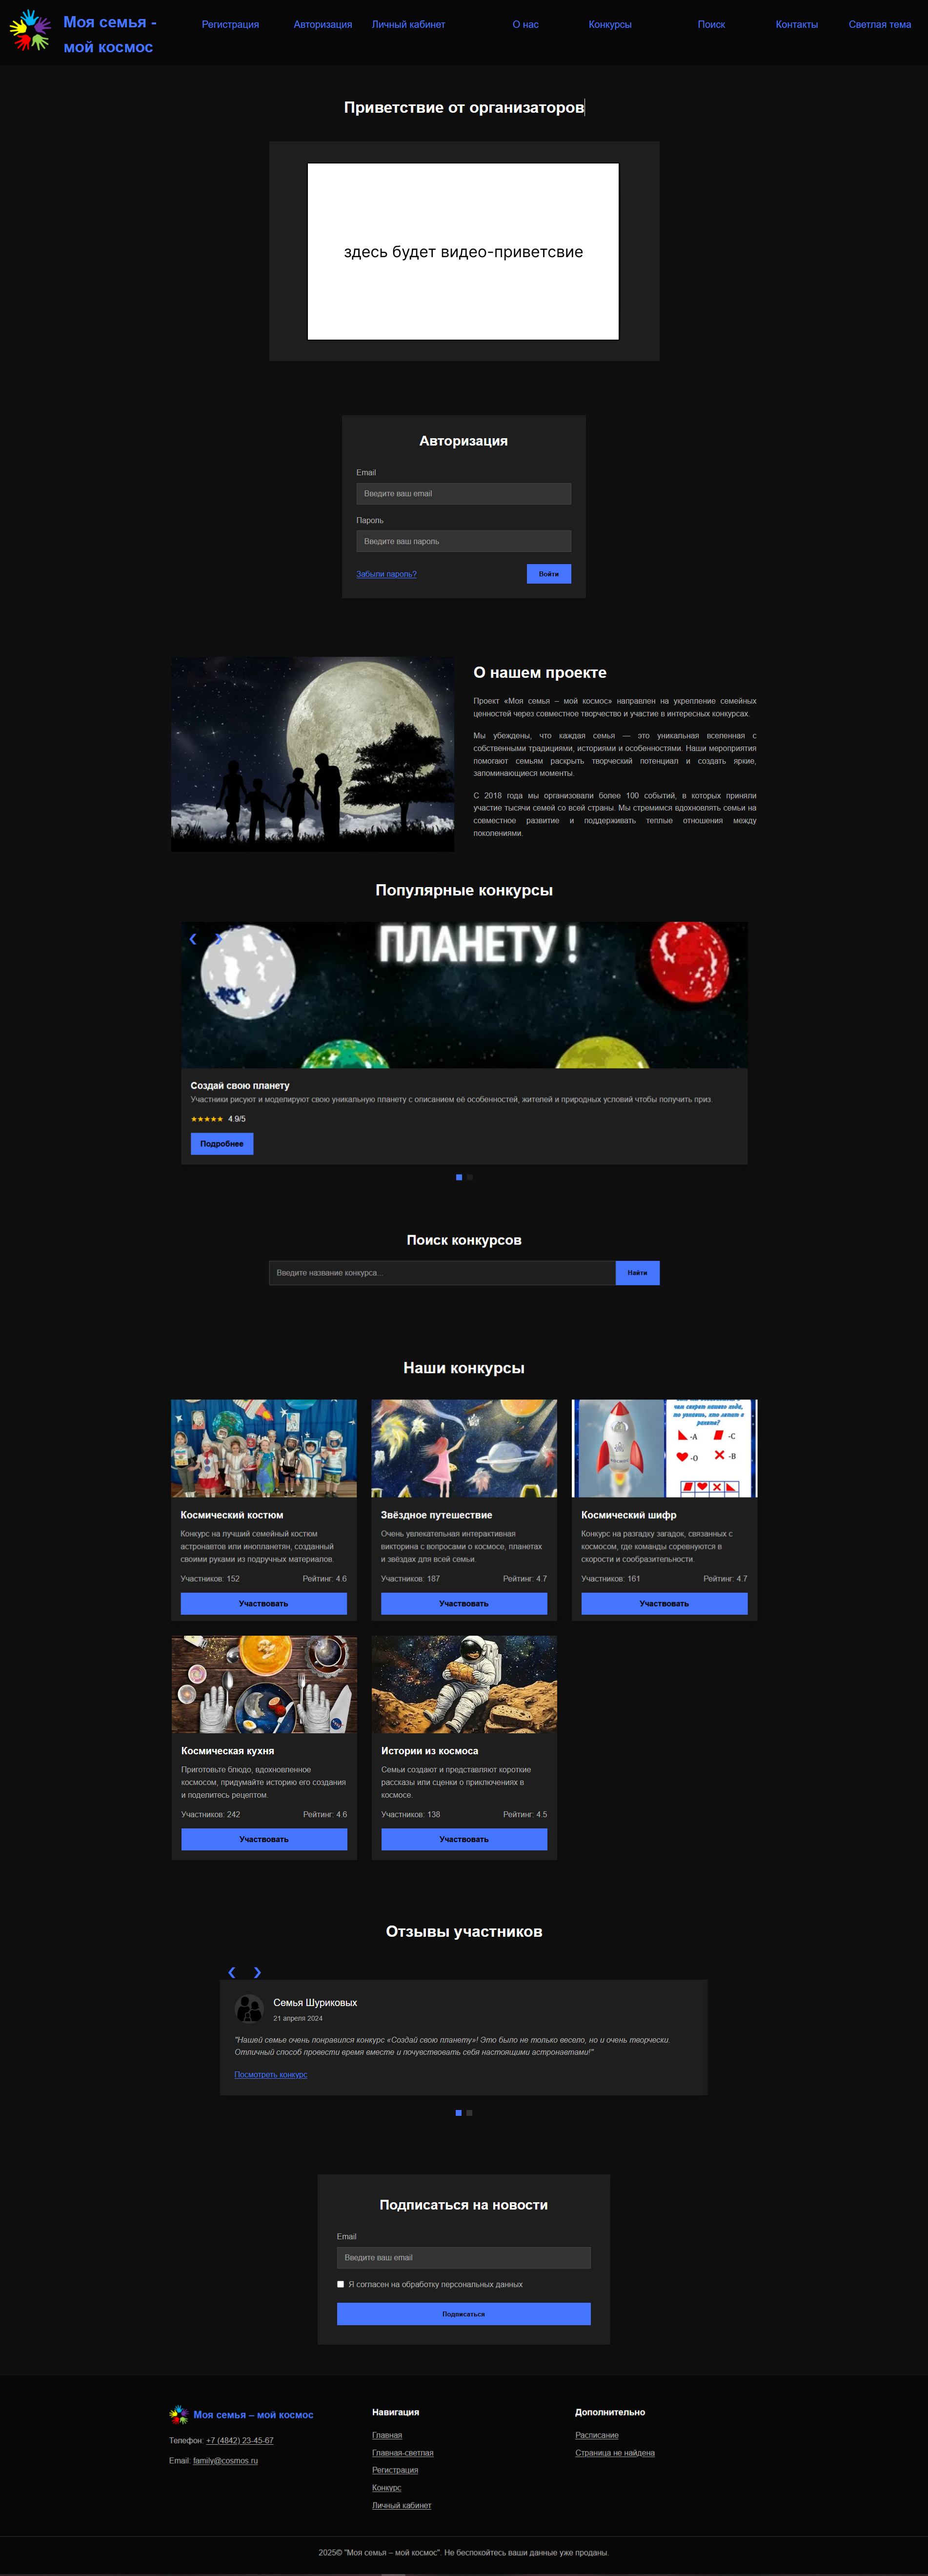 Моя семья -
мой космос
Регистрация Авторизация Личный кабинет О нас Конкурсы Поиск Контакты Светлая тема
Приветствие от организаторов
здесь будет видео-приветсвие
Авторизация
Email
Введите ваш email
Пароль
Введите ваш пароль
Забыли пароль? Войти
О нашем проекте
Проект «Моя семья – мой космос» направлен на укрепление семейных
ценностей через совместное творчество и участие в интересных конкурсах.
Мы убеждены, что каждая семья — это уникальная вселенная с
собственными традициями, историями и особенностями. Наши мероприятия
помогают семьям раскрыть творческий потенциал и создать яркие,
запоминающиеся моменты.
С 2018 года мы организовали более 100 событий, в которых приняли
участие тысячи семей со всей страны. Мы стремимся вдохновлять семьи на
совместное развитие и поддерживать теплые отношения между
поколениями.
Популярные конкурсы
❮ ❯
ПЛАНЕТУ!
Создай свою планету
Участники рисуют и моделируют свою уникальную планету с описанием её особенностей, жителей и природных условий чтобы получить приз.
★★★★★ 4.9/5
Подробнее
Поиск конкурсов
Введите название конкурса... Найти
Наши конкурсы
чем секрет нашего кода,
то узнаешь, кто летит в
ракете?
-А -С
-О -В
Космический костюм
Конкурс на лучший семейный костюм
астронавтов или инопланетян, созданный
своими руками из подручных материалов.
Участников: 152 Рейтинг: 4.6
Участвовать
Звёздное путешествие
Очень увлекательная интерактивная
викторина с вопросами о космосе, планетах
и звёздах для всей семьи.
Участников: 187 Рейтинг: 4.7
Участвовать
Космический шифр
Конкурс на разгадку загадок, связанных с
космосом, где команды соревнуются в
скорости и сообразительности.
Участников: 161 Рейтинг: 4.7
Участвовать
Космическая кухня
Приготовьте блюдо, вдохновленное
космосом, придумайте историю его создания
и поделитесь рецептом.
Участников: 242 Рейтинг: 4.6
Участвовать
Истории из космоса
Семьи создают и представляют короткие
рассказы или сценки о приключениях в
космосе.
Участников: 138 Рейтинг: 4.5
Участвовать
Отзывы участников
❮ ❯
Семья Шуриковых
21 апреля 2024
"Нашей семье очень понравился конкурс «Создай свою планету»! Это было не только весело, но и очень творчески.
Отличный способ провести время вместе и почувствовать себя настоящими астронавтами!"
Посмотреть конкурс
Подписаться на новости
Email
Введите ваш email
Я согласен на обработку персональных данных
Подписаться
Моя семья – мой космос
Телефон: +7 (4842) 23-45-67
Email: family@cosmos.ru
Навигация
Главная
Главная-светлая
Регистрация
Конкурс
Личный кабинет
Дополнительно
Расписание
Страница не найдена
2025© "Моя семья – мой космос". Не беспокойтесь ваши данные уже проданы.